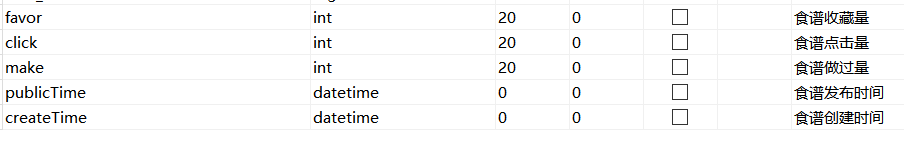 favor int 20 0 食谱收藏量
click int 20 0 食谱点击量
make int 20 0 食谱做过量
publicTime datetime 0 0 食谱发布时间
createTime datetime 0 0 食谱创建时间